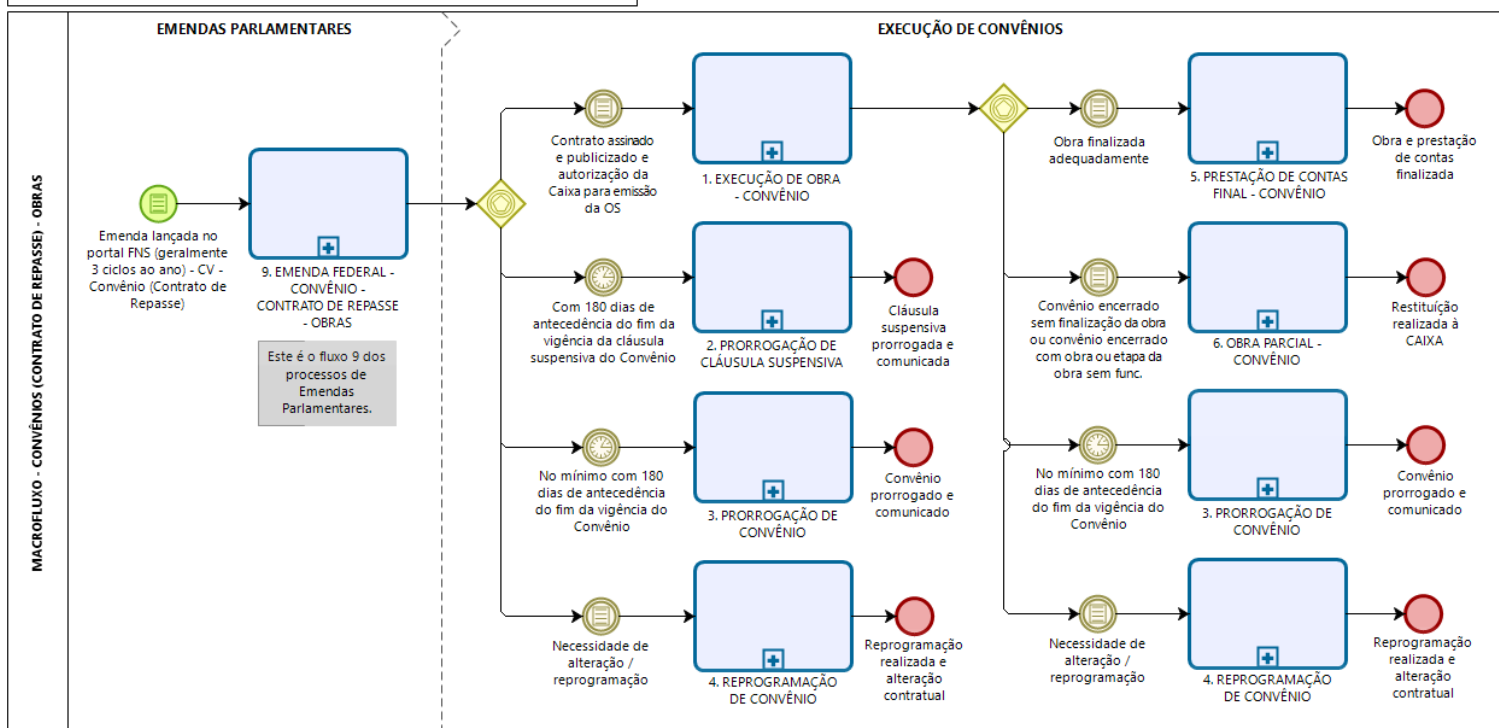 MACROFLUXO - CONVÊNIOS (CONTRATO DE REPASSE) - OBRAS
EMENDAS PARLAMENTARES
EXECUÇÃO DE CONVÊNIOS
Emenda lançada no
portal FNS (geralmente
3 ciclos ao ano) - CV -
Convênio (Contrato de
Repasse)
9. EMENDA FEDERAL -
CONVÊNIO -
CONTRATO DE REPASSE
- OBRAS
Este é o fluxo 9 dos
processos de
Emendas
Parlamentares.
Contrato assinado
e publicizado e
autorização da
Caixa para emissão
da OS
1. EXECUÇÃO DE OBRA
- CONVÊNIO
Obra finalizada
adequadamente
5. PRESTAÇÃO DE CONTAS
FINAL - CONVÊNIO
Obra e prestação
de contas
finalizada
Com 180 dias de
antecedência do fim da
vigência da cláusula
suspensiva do Convênio
2. PRORROGAÇÃO DE
CLÁUSULA SUSPENSIVA
Cláusula
suspensiva
prorrogada e
comunicada
Convênio encerrado
sem finalização da obra
ou convênio encerrado
com obra ou etapa da
obra sem func.
6. OBRA PARCIAL -
CONVÊNIO
Restituíção
realizada à
CAIXA
No mínimo com 180
dias de antecedência
do fim da vigência do
Convênio
3. PRORROGAÇÃO DE
CONVÊNIO
Convênio
prorrogado e
comunicado
No mínimo com 180
dias de antecedência
do fim da vigência do
Convênio
3. PRORROGAÇÃO DE
CONVÊNIO
Convênio
prorrogado e
comunicado
Necessidade de
alteração /
reprogramação
4. REPROGRAMAÇÃO
DE CONVÊNIO
Reprogramação
realizada e
alteração
contratual
Necessidade de
alteração /
reprogramação
4. REPROGRAMAÇÃO
DE CONVÊNIO
Reprogramação
realizada e
alteração
contratual